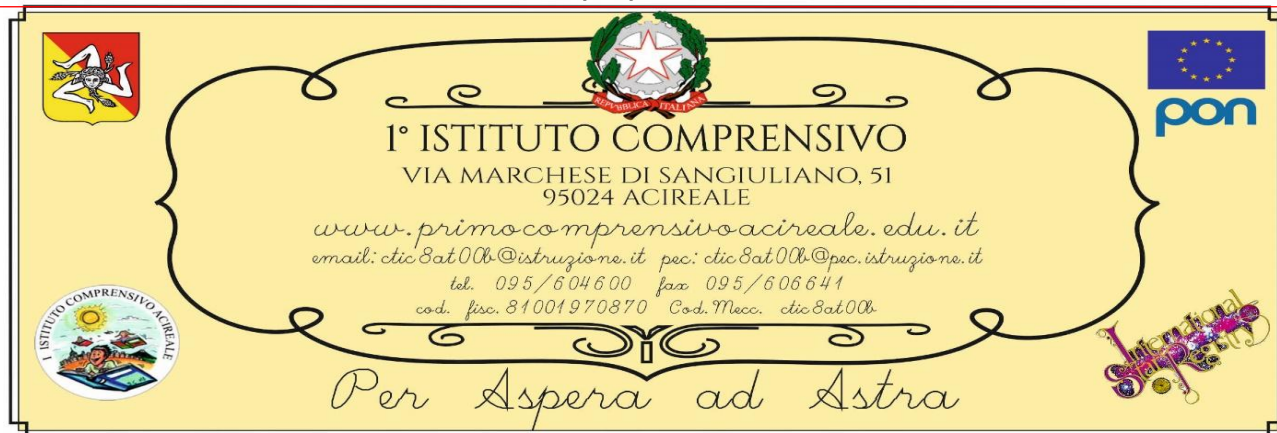 REPVBBLICA ITALIANA
pon
1° ISTITUTO COMPRENSIVO
VIA MARCHESE DI SANGIULIANO, 51
95024 ACIREALE
www.primocomprensivoacireale.edu.it
email: ctic8at00b@istruzione.it pec: ctic8at00b@pec.istruzione.it
tel. 095/604600 fax 095/606641
cod. fisc. 81001970870 Cod.Mecc. ctic8at00b
I ISTITUTO COMPRENSIVO ACIREALE
International
Per Aspera ad Astra